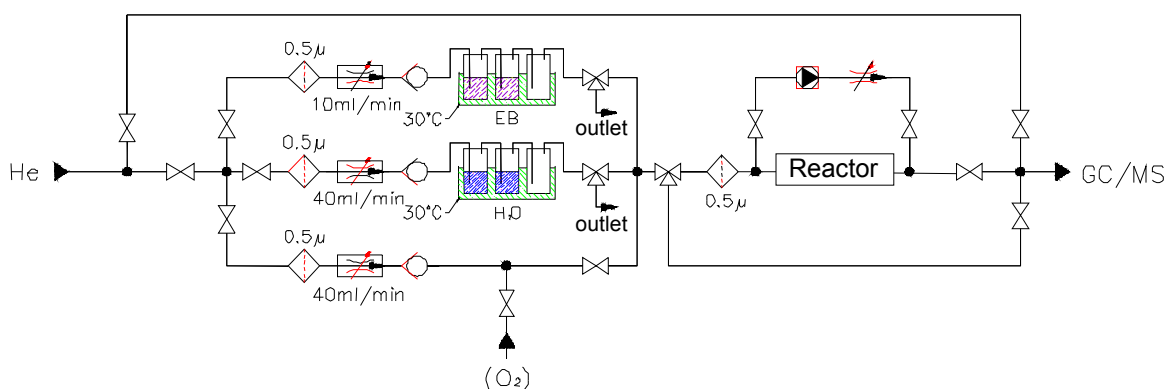 0.5μ
10ml/min
30°C
EB
outlet
He
0.5μ
40ml/min
30°C
H₂O
outlet
0.5μ
Reactor
GC/MS
0.5μ
40ml/min
(O₂)